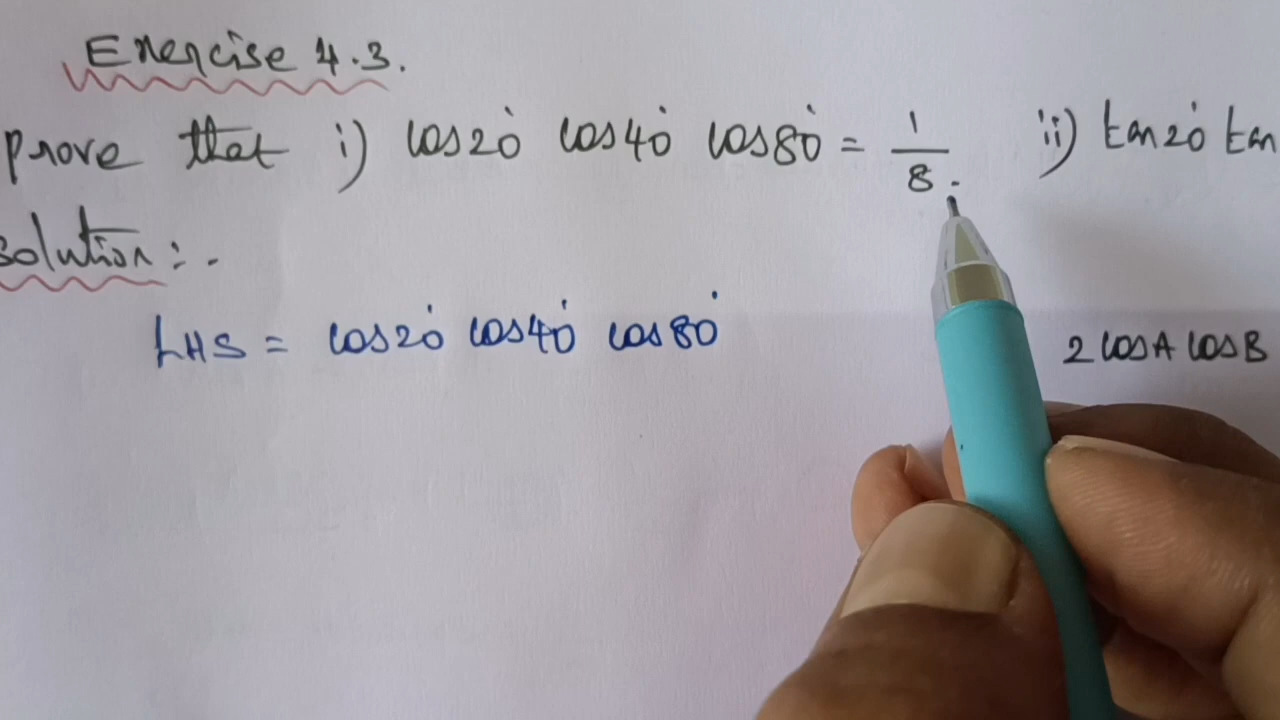 Exercise 4.3.
Prove that i) cos20° cos40° cos80° = 1/8. ii) tan20° tan
Solution:-
LHS = cos20° cos40° cos80°
2 cosA cosB